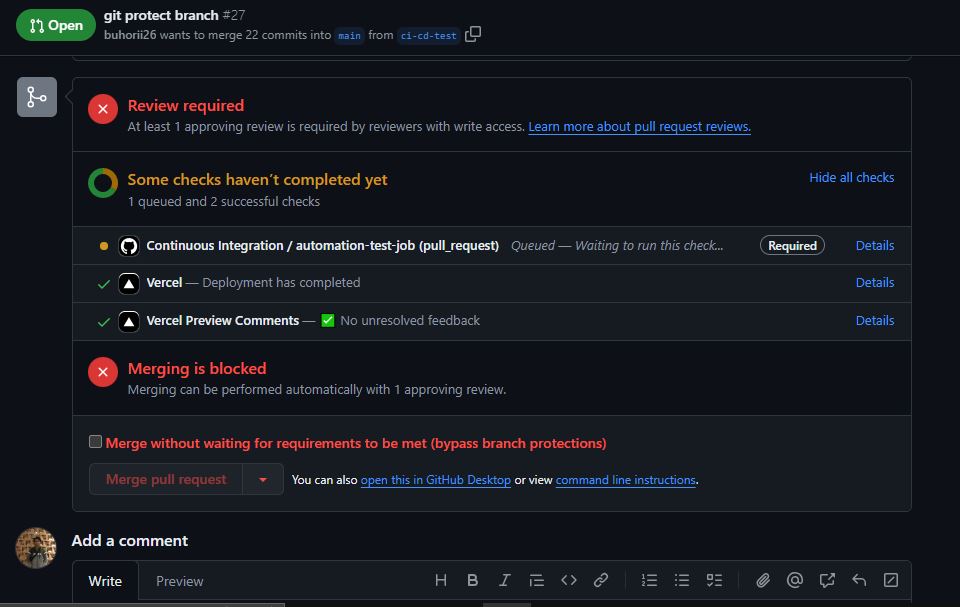 Open
git protect branch #27
buhorii26 wants to merge 22 commits into main from ci-cd-test
Review required
At least 1 approving review is required by reviewers with write access. Learn more about pull request reviews.
Some checks haven't completed yet
Hide all checks
1 queued and 2 successful checks
Continuous Integration / automation-test-job (pull_request) Queued — Waiting to run this check... Required Details
Vercel — Deployment has completed Details
Vercel Preview Comments — ✅ No unresolved feedback Details
Merging is blocked
Merging can be performed automatically with 1 approving review.
Merge without waiting for requirements to be met (bypass branch protections)
Merge pull request You can also open this in GitHub Desktop or view command line instructions.
Add a comment
Write Preview